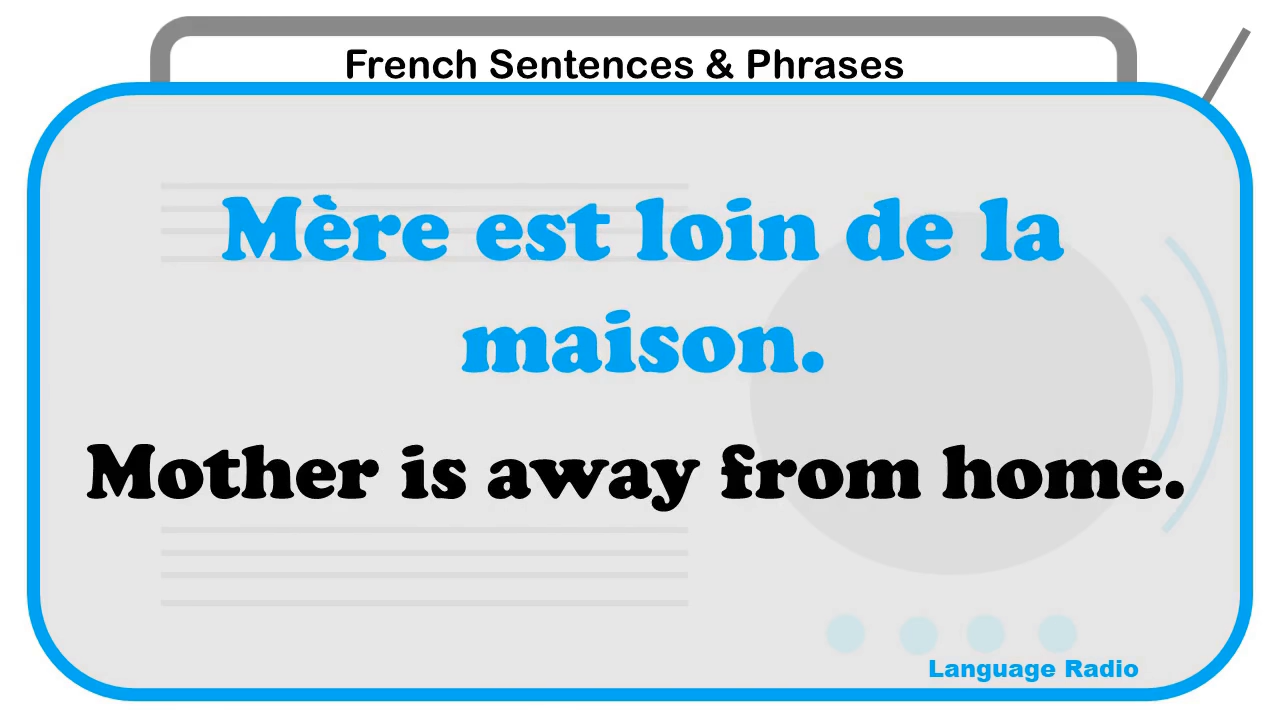 French Sentences & Phrases
Mère est loin de la
maison.
Mother is away from home.
Language Radio